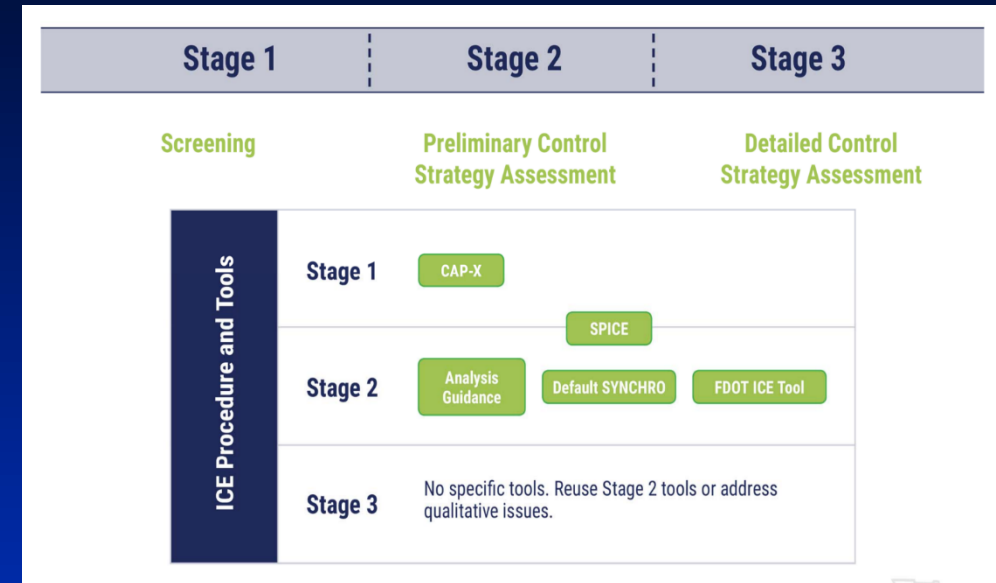 Stage 1
Stage 2
Stage 3
Screening
Preliminary Control
Strategy Assessment
Detailed Control
Strategy Assessment
ICE Procedure and Tools
Stage 1
CAP-X
SPICE
Stage 2
Analysis
Guidance
Default SYNCHRO
FDOT ICE Tool
Stage 3
No specific tools. Reuse Stage 2 tools or address
qualitative issues.